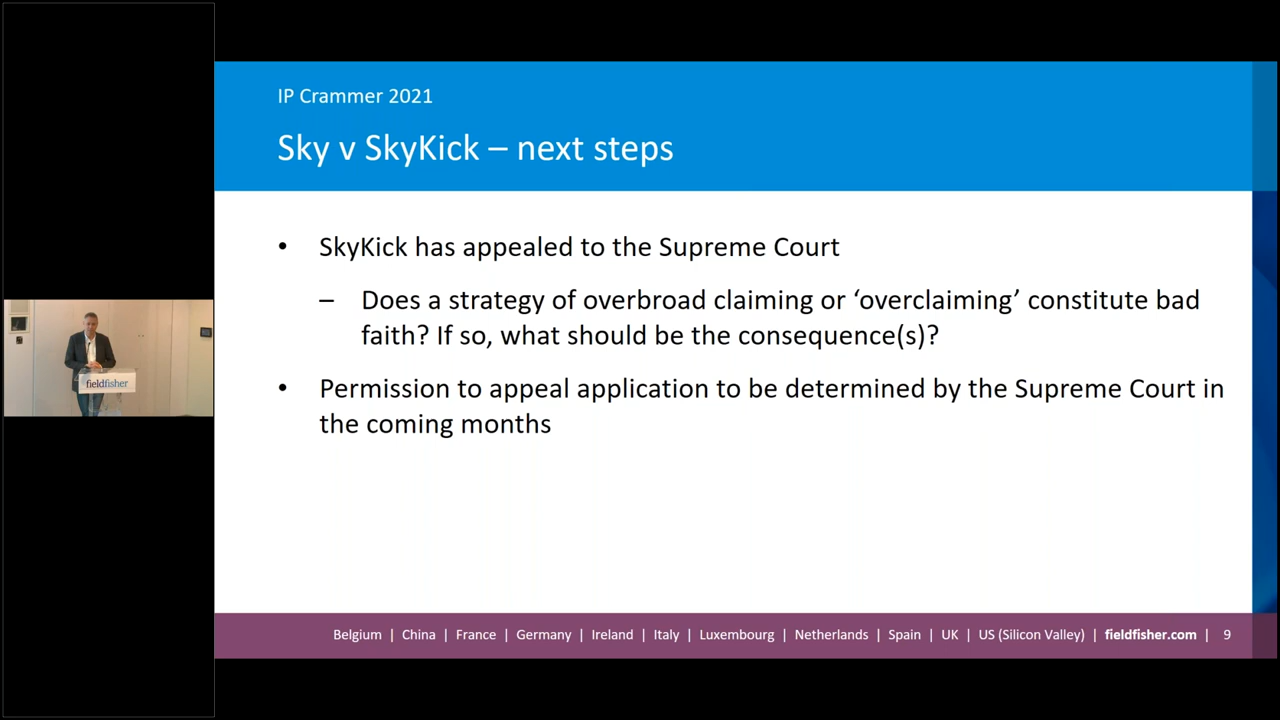 IP Crammer 2021
Sky v SkyKick – next steps
• SkyKick has appealed to the Supreme Court
– Does a strategy of overbroad claiming or ‘overclaiming’ constitute bad
faith? If so, what should be the consequence(s)?
• Permission to appeal application to be determined by the Supreme Court in
the coming months
fieldfisher
Belgium | China | France | Germany | Ireland | Italy | Luxembourg | Netherlands | Spain | UK | US (Silicon Valley) | fieldfisher.com | 9